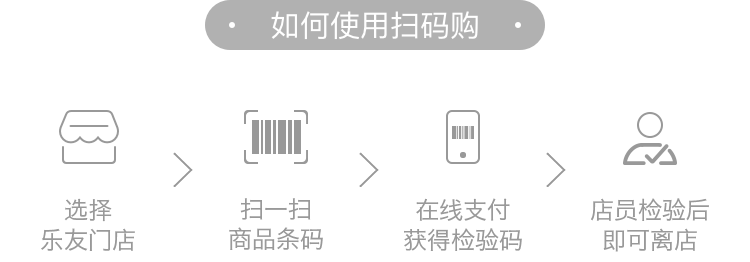 如何使用扫码购
选择
乐友门店
扫一扫
商品条码
在线支付
获得检验码
店员检验后
即可离店